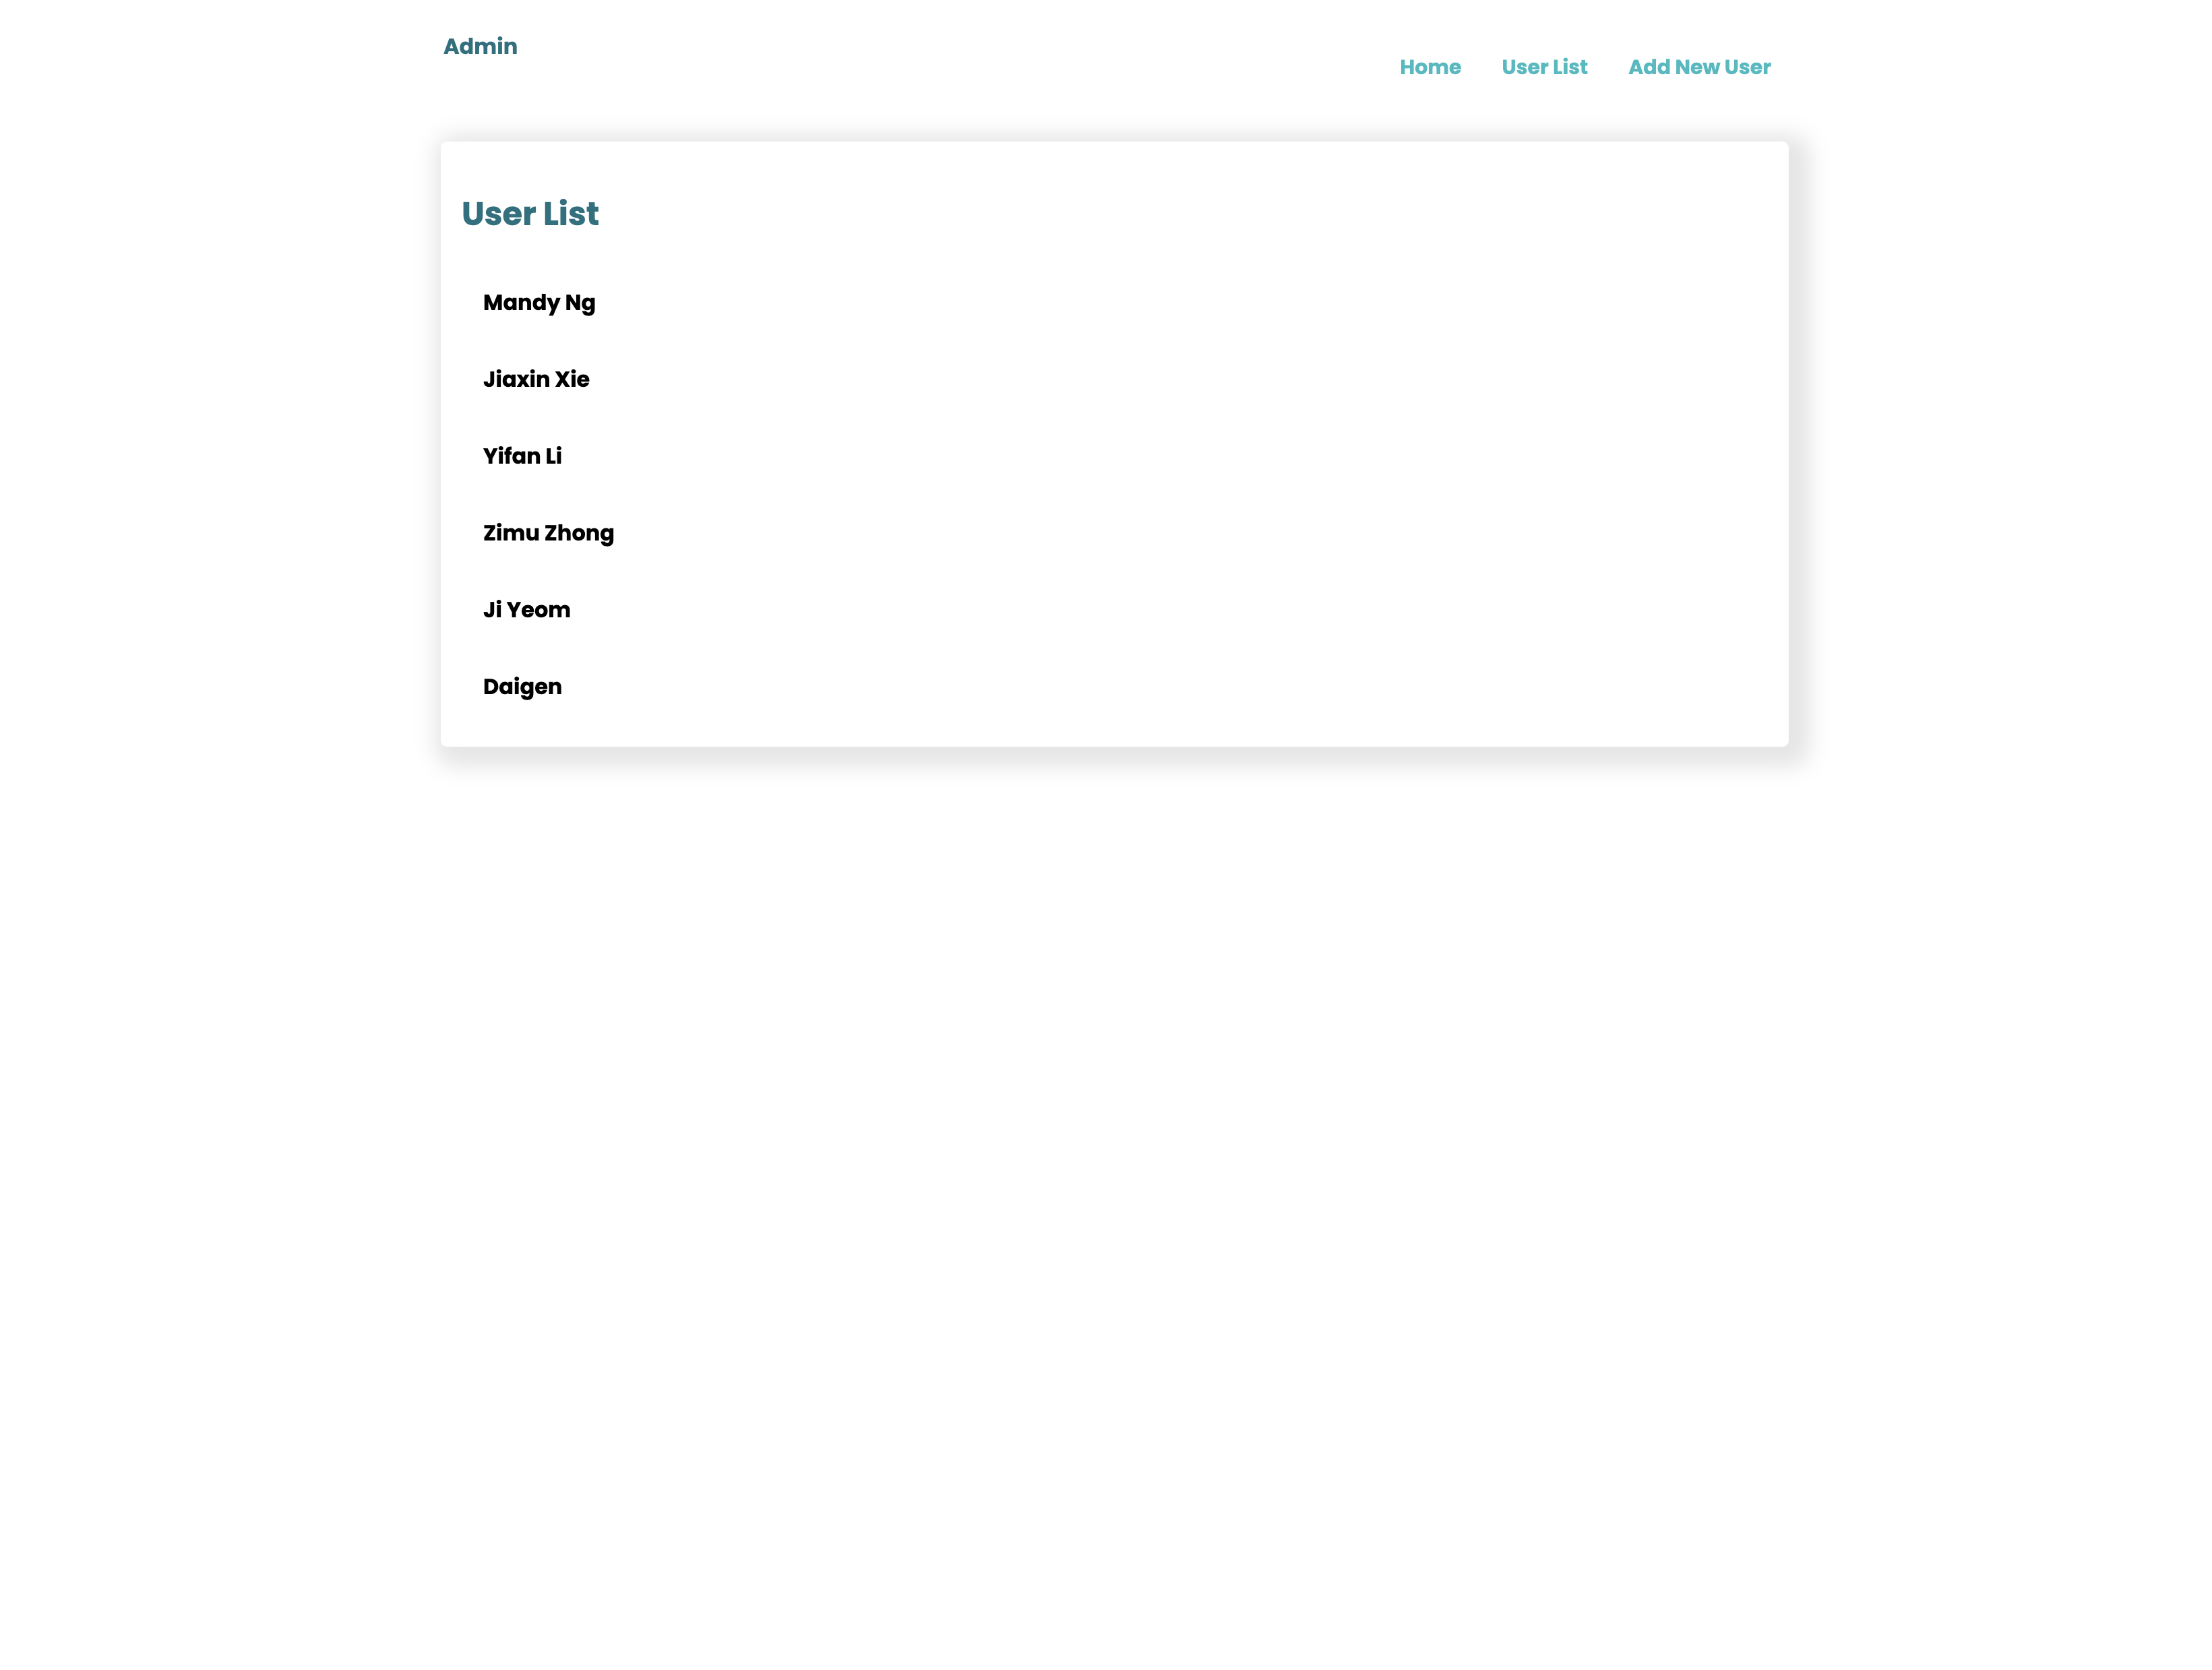 Admin
Home User List Add New User
User List
Mandy Ng
Jiaxin Xie
Yifan Li
Zimu Zhong
Ji Yeom
Daigen